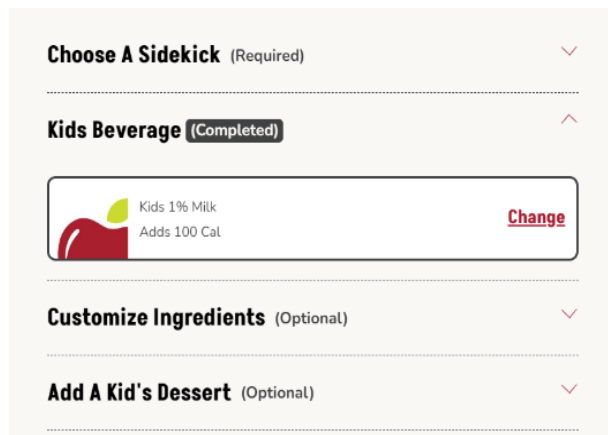 Choose A Sidekick (Required)
Kids Beverage (Completed)
Kids 1% Milk
Adds 100 Cal
Change
Customize Ingredients (Optional)
Add A Kid's Dessert (Optional)